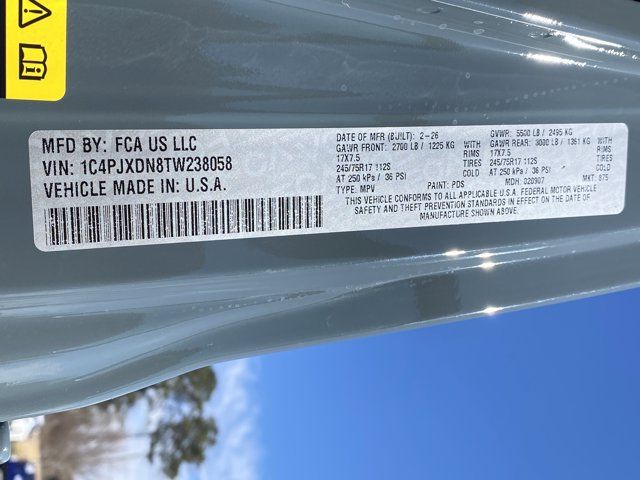 MFD BY: FCA US LLC
VIN: 1C4PJXDN8TW238058
VEHICLE MADE IN: U.S.A.
DATE OF MFR (BUILT): 2-26 GVWR: 5500 LB / 2495 KG
GAWR FRONT: 2700 LB / 1225 KG WITH GAWR REAR: 3000 LB / 1361 KG WITH
17X7.5 RIMS 17X7.5 RIMS
245/75R17 112S TIRES 245/75R17 112S TIRES
AT 250 kPa / 36 PSI COLD AT 250 kPa / 36 PSI COLD
TYPE: MPV PAINT: PDS MDH: 020907 MKT: 875
THIS VEHICLE CONFORMS TO ALL APPLICABLE U.S.A. FEDERAL MOTOR VEHICLE
SAFETY AND THEFT PREVENTION STANDARDS IN EFFECT ON THE DATE OF
MANUFACTURE SHOWN ABOVE.